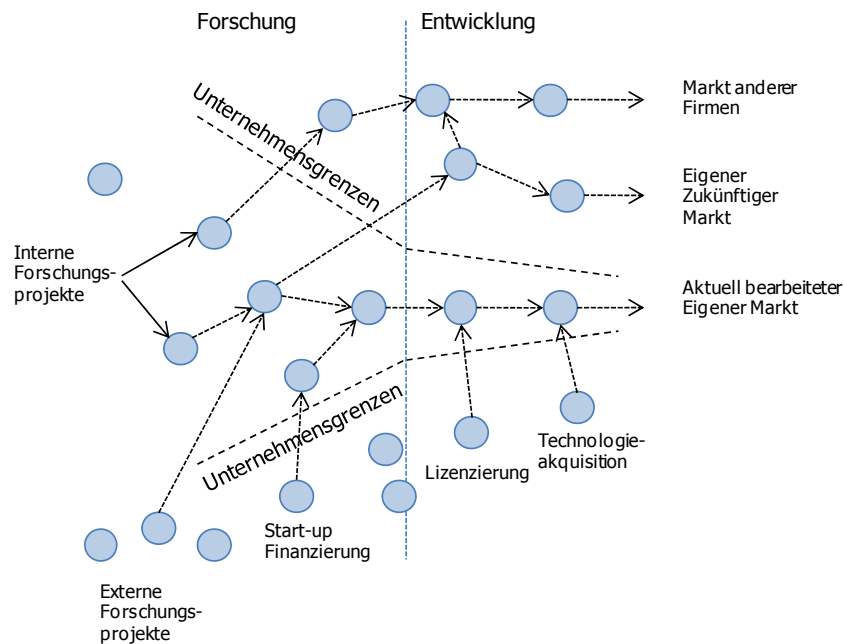 Forschung
Entwicklung
Unternehmensgrenzen
Markt anderer
Firmen
Eigener
Zukünftiger
Markt
Interne
Forschungs-
projekte
Aktuell bearbeiteter
Eigener Markt
Unternehmensgrenzen
Lizenzierung
Technologie-
akquisition
Start-up
Finanzierung
Externe
Forschungs-
projekte